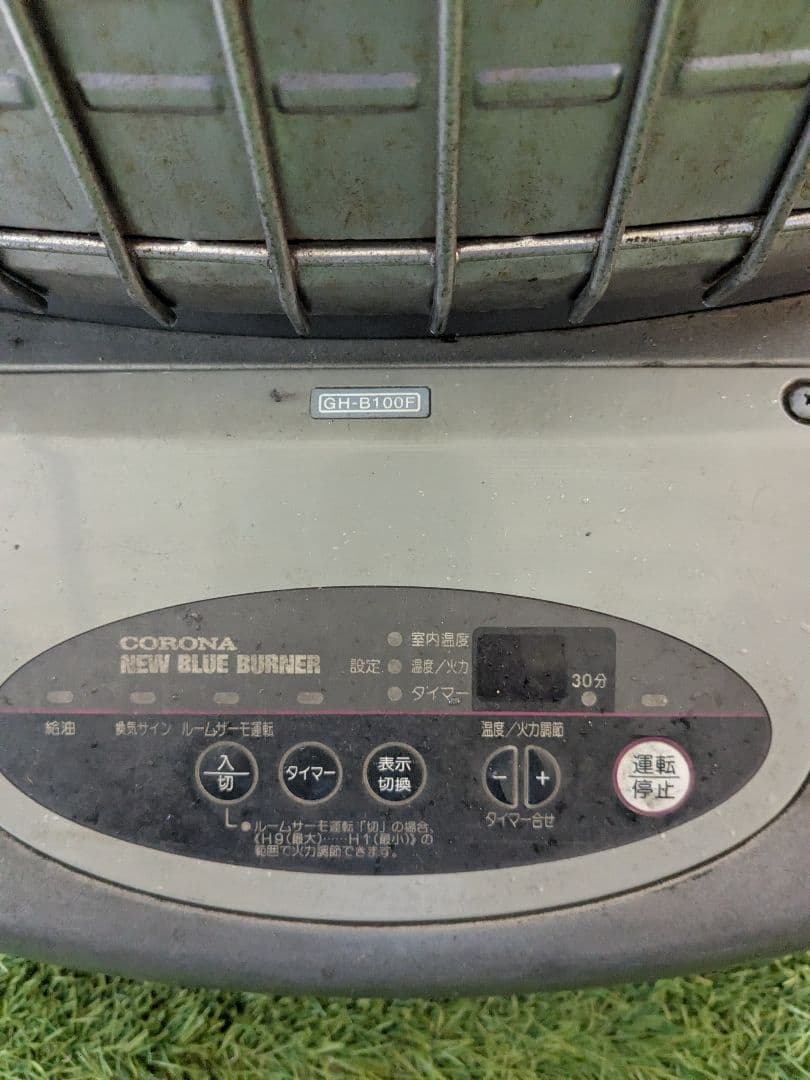 GH-B100F
CORONA
NEW BLUE BURNER
室内温度
設定 温度/火力
タイマー
30分
給油 換気サイン ルームサーモ運転
温度/火力調節
入
切
タイマー
表示
切換
- +
運転
停止
タイマー合せ
●ルームサーモ運転「切」の場合、
《H9(最大)……H1(最小)》の
範囲で火力調節できます。